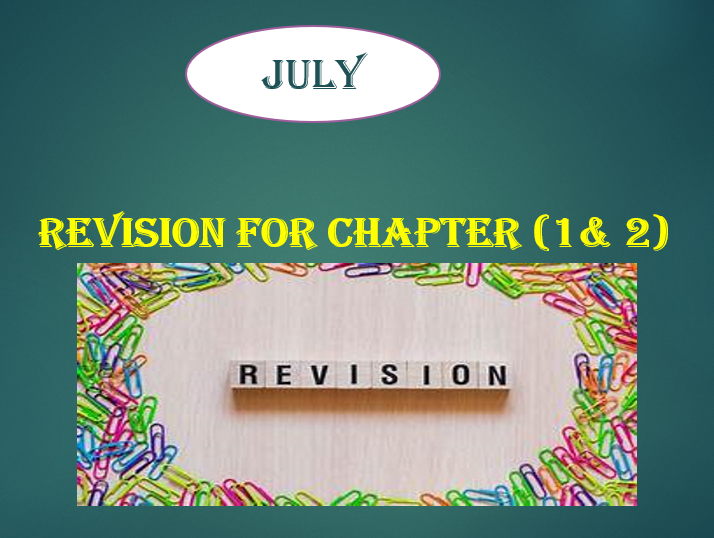 JULY
REVISION FOR CHAPTER (1& 2)
REVISION